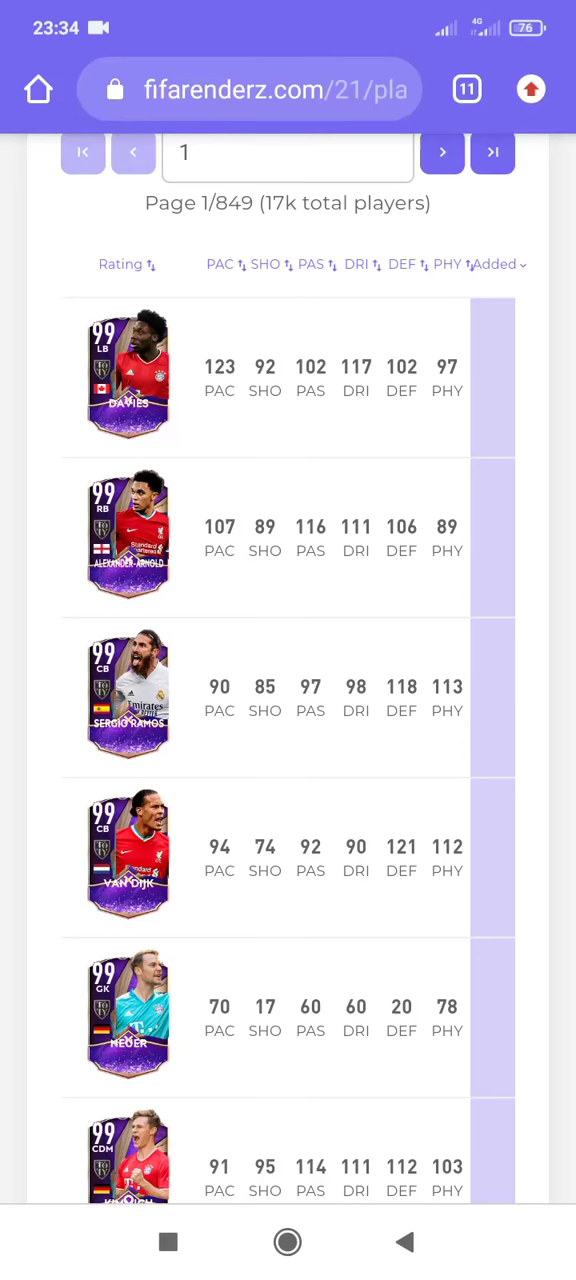 23:34 4G 76
fifarenderz.com/21/pla 11
1
Page 1/849 (17k total players)
Rating PAC SHO PAS DRI DEF PHY Added
99
LB
DAVIES
123 92 102 117 102 97
PAC SHO PAS DRI DEF PHY
99
RB
Standard
Chartered
ALEXANDER-ARNOLD
107 89 116 111 106 89
PAC SHO PAS DRI DEF PHY
99
CB
Emirates
SERGIO RAMOS
90 85 97 98 118 113
PAC SHO PAS DRI DEF PHY
99
CB
VAN DIJK
94 74 92 90 121 112
PAC SHO PAS DRI DEF PHY
99
GK
NEUER
70 17 60 60 20 78
PAC SHO PAS DRI DEF PHY
99
CDM
91 95 114 111 112 103
PAC SHO PAS DRI DEF PHY